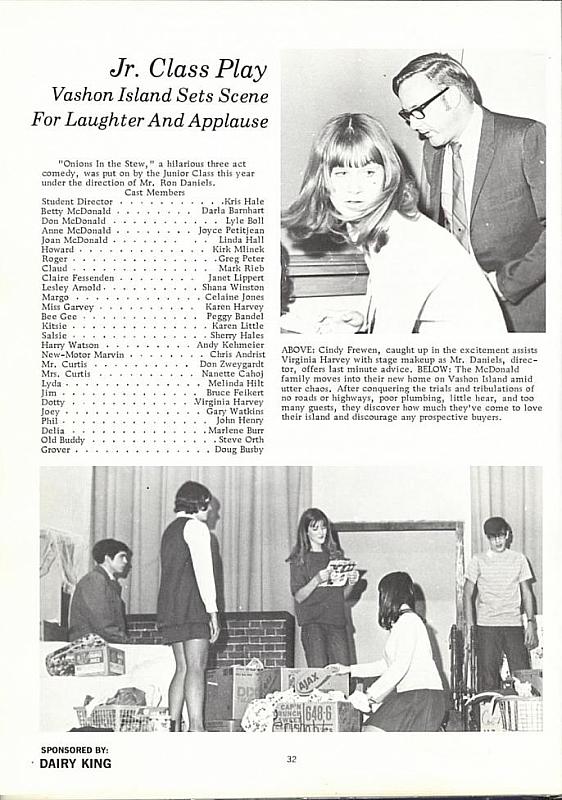 Jr. Class Play
Vashon Island Sets Scene
For Laughter And Applause
"Onions In the Stew," a hilarious three act
comedy, was put on by the Junior Class this year
under the direction of Mr. Ron Daniels.
Cast Members
Student Director . . . . . . . . . . .Kris Hale
Betty McDonald . . . . . . . . Darla Barnhart
Don McDonald . . . . . . . . . . . Lyle Boll
Anne McDonald . . . . . . . . Joyce Petitjean
Joan McDonald . . . . . . . . . . Linda Hall
Howard . . . . . . . . . . . . . . Kirk Mlinek
Roger . . . . . . . . . . . . . . . .Greg Peter
Claud . . . . . . . . . . . . . . . Mark Rieb
Claire Fessenden . . . . . . . . Janet Lippert
Lesley Arnold . . . . . . . . . . Shana Winston
Margo . . . . . . . . . . . . . . Celaine Jones
Miss Garvey . . . . . . . . . . . Karen Harvey
Bee Gee . . . . . . . . . . . . . Peggy Bandel
Kitsie . . . . . . . . . . . . . . . Karen Little
Salsie . . . . . . . . . . . . . . . Sherry Hales
Harry Watson . . . . . . . . . . Andy Kehmeier
New-Motor Marvin . . . . . . . . Chris Andrist
Mr. Curtis . . . . . . . . . . . . Don Zweygardt
Mrs. Curtis . . . . . . . . . . . . Nanette Cahoj
Lyda . . . . . . . . . . . . . . . Melinda Hilt
Jim . . . . . . . . . . . . . . . . Bruce Feikert
Dotty . . . . . . . . . . . . . . Virginia Harvey
Joey . . . . . . . . . . . . . . . Gary Watkins
Phil . . . . . . . . . . . . . . . . John Henry
Delia . . . . . . . . . . . . . . . Marlene Burr
Old Buddy . . . . . . . . . . . . . Steve Orth
Grover . . . . . . . . . . . . . . . Doug Busby
ABOVE: Cindy Frewen, caught up in the excitement assists
Virginia Harvey with stage makeup as Mr. Daniels, direc-
tor, offers last minute advice. BELOW: The McDonald
family moves into their new home on Vashon Island amid
utter chaos. After conquering the trials and tribulations of
no roads or highways, poor plumbing, little hear, and too
many guests, they discover how much they've come to love
their island and discourage any prospective buyers.
AJAX
CAP'N
CRUNCH
648-6
SPONSORED BY:
DAIRY KING
32